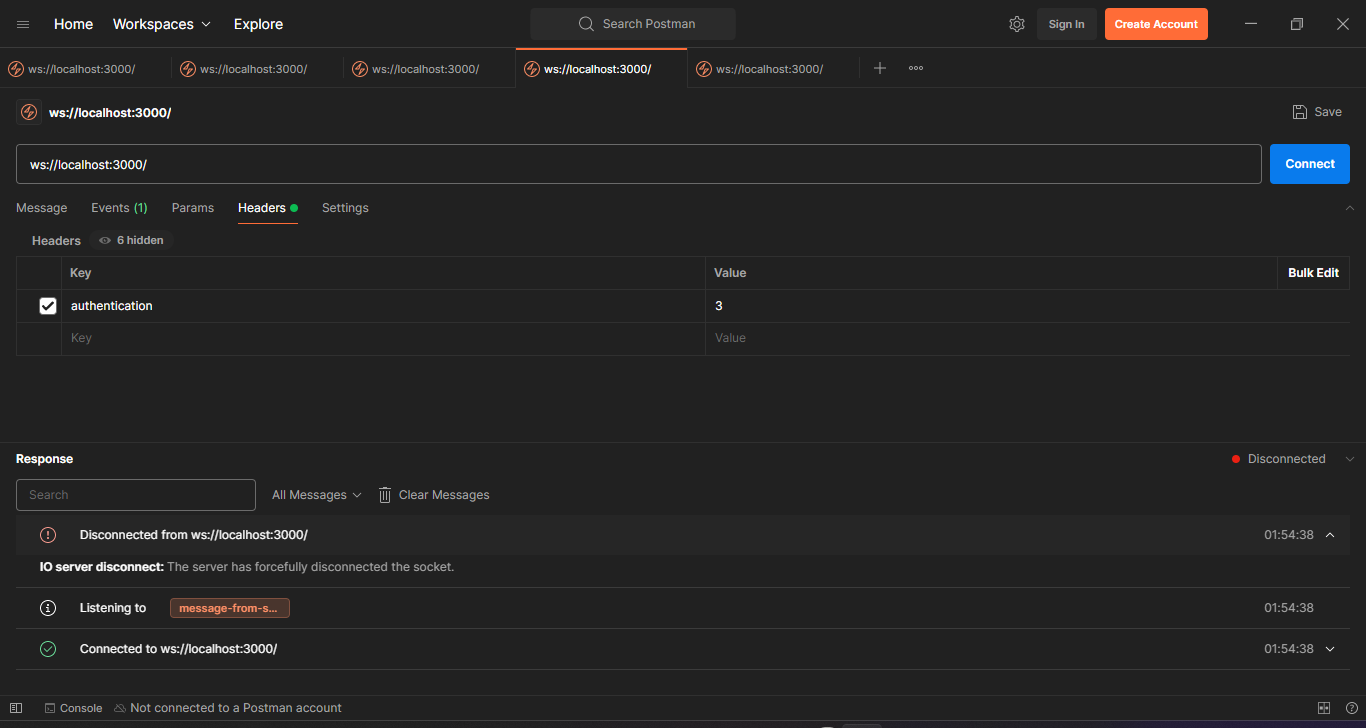 Home Workspaces Explore Search Postman Sign In Create Account
ws://localhost:3000/ ws://localhost:3000/ ws://localhost:3000/ ws://localhost:3000/ ws://localhost:3000/
ws://localhost:3000/ Save
ws://localhost:3000/ Connect
Message Events (1) Params Headers Settings
Headers 6 hidden
Key Value Bulk Edit
authentication 3
Key Value
Response Disconnected
Search All Messages Clear Messages
Disconnected from ws://localhost:3000/ 01:54:38
IO server disconnect: The server has forcefully disconnected the socket.
Listening to message-from-s... 01:54:38
Connected to ws://localhost:3000/ 01:54:38
Console Not connected to a Postman account